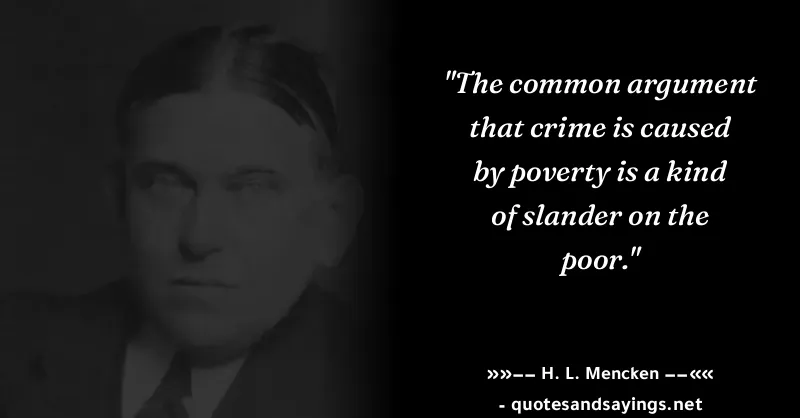 "The common argument
that crime is caused
by poverty is a kind
of slander on the
poor."
»»−− H. L. Mencken −−««
- quotesandsayings.net